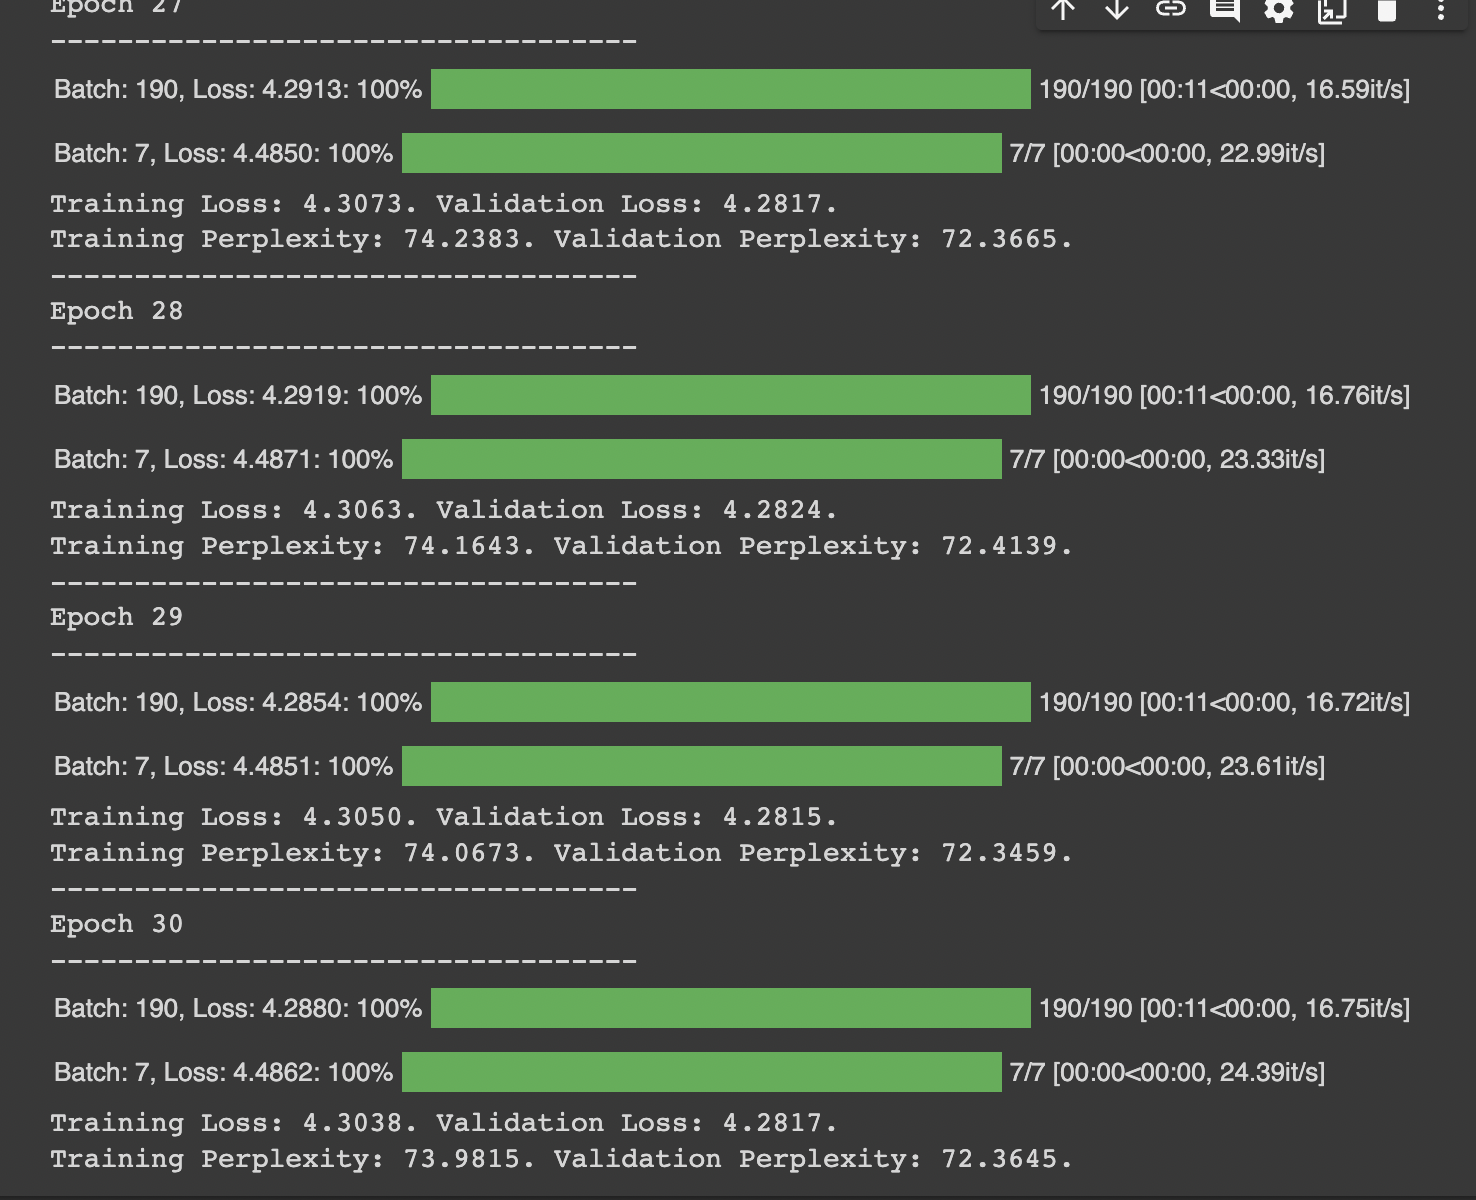 Epoch 27
-----------------------------------
Batch: 190, Loss: 4.2913: 100% 190/190 [00:11<00:00, 16.59it/s]
Batch: 7, Loss: 4.4850: 100% 7/7 [00:00<00:00, 22.99it/s]
Training Loss: 4.3073. Validation Loss: 4.2817.
Training Perplexity: 74.2383. Validation Perplexity: 72.3665.
-----------------------------------
Epoch 28
-----------------------------------
Batch: 190, Loss: 4.2919: 100% 190/190 [00:11<00:00, 16.76it/s]
Batch: 7, Loss: 4.4871: 100% 7/7 [00:00<00:00, 23.33it/s]
Training Loss: 4.3063. Validation Loss: 4.2824.
Training Perplexity: 74.1643. Validation Perplexity: 72.4139.
-----------------------------------
Epoch 29
-----------------------------------
Batch: 190, Loss: 4.2854: 100% 190/190 [00:11<00:00, 16.72it/s]
Batch: 7, Loss: 4.4851: 100% 7/7 [00:00<00:00, 23.61it/s]
Training Loss: 4.3050. Validation Loss: 4.2815.
Training Perplexity: 74.0673. Validation Perplexity: 72.3459.
-----------------------------------
Epoch 30
-----------------------------------
Batch: 190, Loss: 4.2880: 100% 190/190 [00:11<00:00, 16.75it/s]
Batch: 7, Loss: 4.4862: 100% 7/7 [00:00<00:00, 24.39it/s]
Training Loss: 4.3038. Validation Loss: 4.2817.
Training Perplexity: 73.9815. Validation Perplexity: 72.3645.